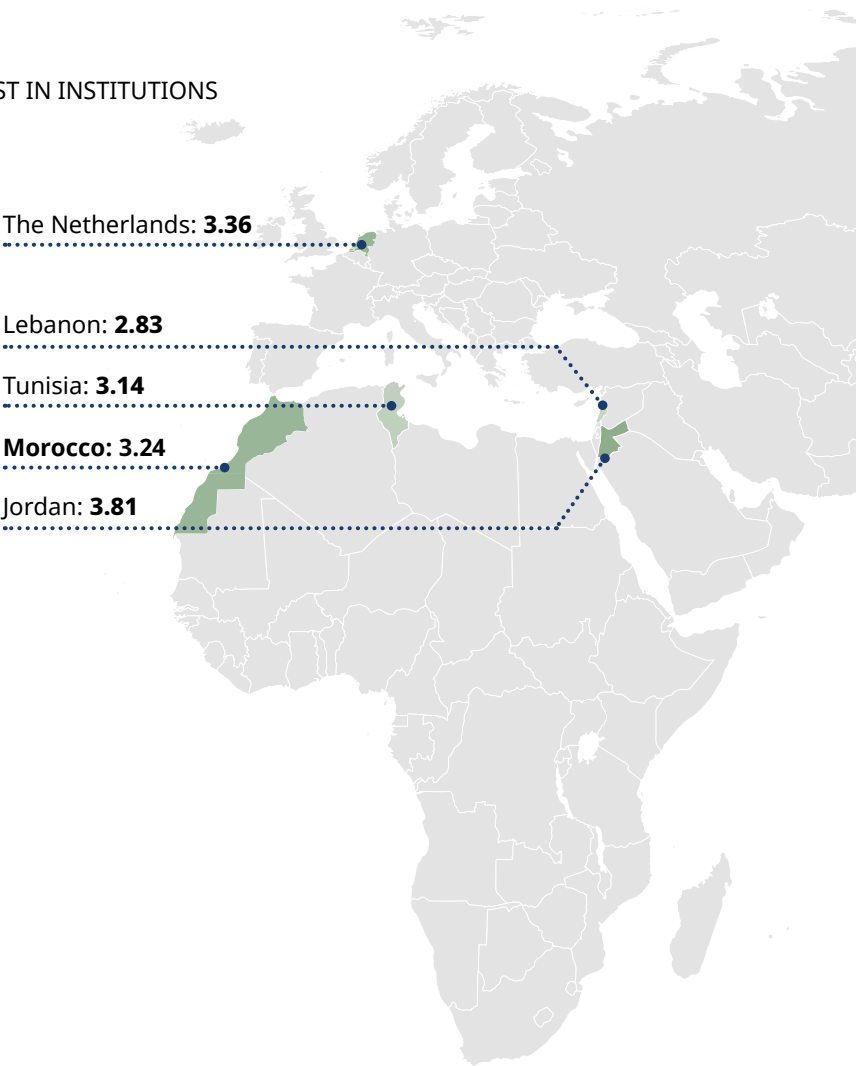 ST IN INSTITUTIONS
The Netherlands: 3.36
Lebanon: 2.83
Tunisia: 3.14
Morocco: 3.24
Jordan: 3.81